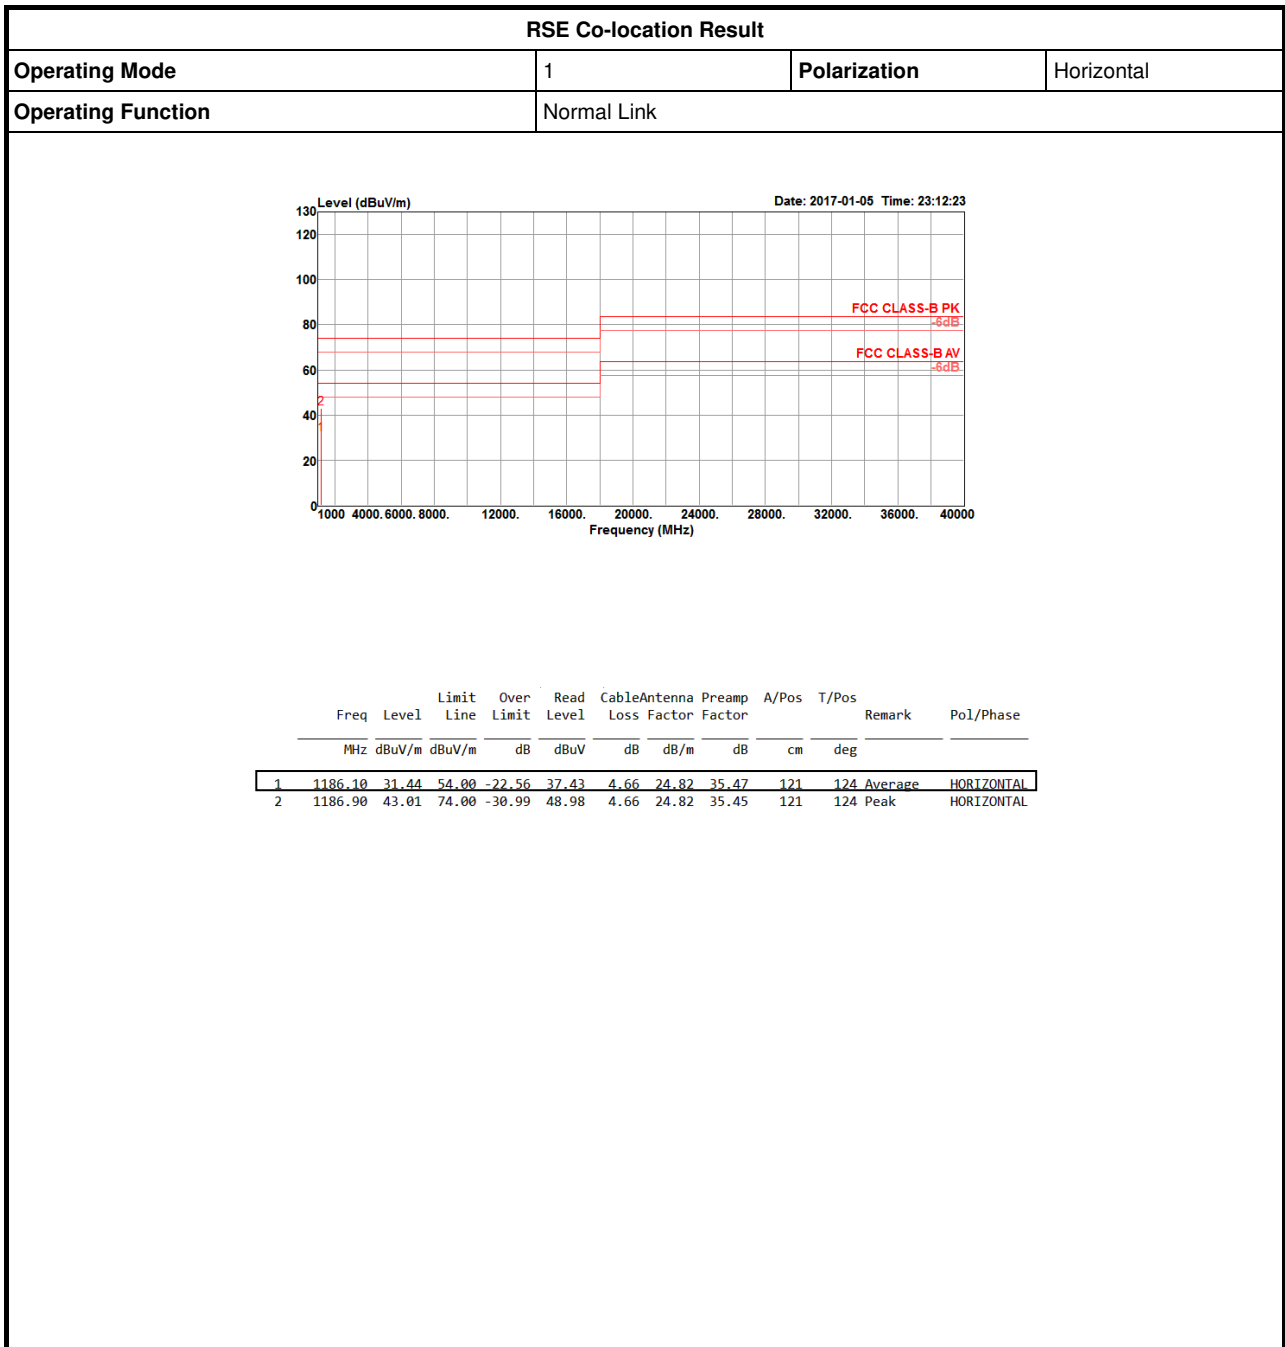 RSE Co-location Result
Operating Mode 1 Polarization Horizontal
Operating Function Normal Link
Level (dBuV/m) Date: 2017-01-05 Time: 23:12:23
130
120
100
FCC CLASS-B PK
80 -6dB
FCC CLASS-B AV
60 -6dB
2
40
1
20
0
1000 4000. 6000. 8000. 12000. 16000. 20000. 24000. 28000. 32000. 36000. 40000
Frequency (MHz)
Limit Over Read CableAntenna Preamp A/Pos T/Pos
Freq Level Line Limit Level Loss Factor Factor Remark Pol/Phase
MHz dBuV/m dBuV/m dB dBuV dB dB/m dB cm deg
1 1186.10 31.44 54.00 -22.56 37.43 4.66 24.82 35.47 121 124 Average HORIZONTAL
2 1186.90 43.01 74.00 -30.99 48.98 4.66 24.82 35.45 121 124 Peak HORIZONTAL